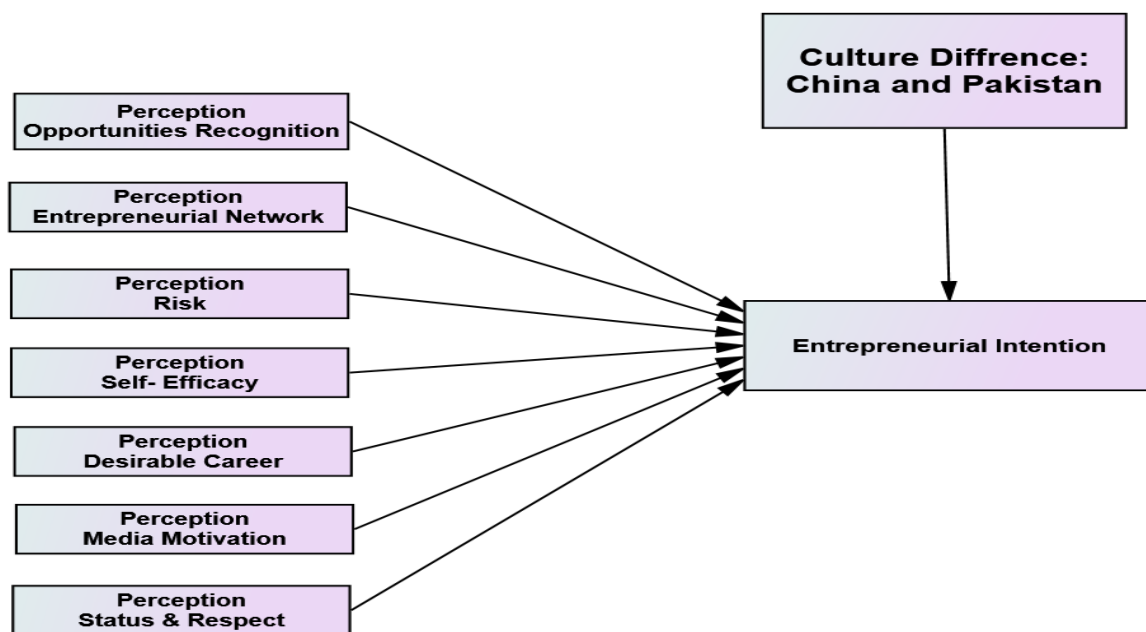 Culture Diffrence:
China and Pakistan
Perception
Opportunities Recognition
Perception
Entrepreneurial Network
Perception
Risk
Perception
Self- Efficacy
Perception
Desirable Career
Perception
Media Motivation
Perception
Status & Respect
Entrepreneurial Intention